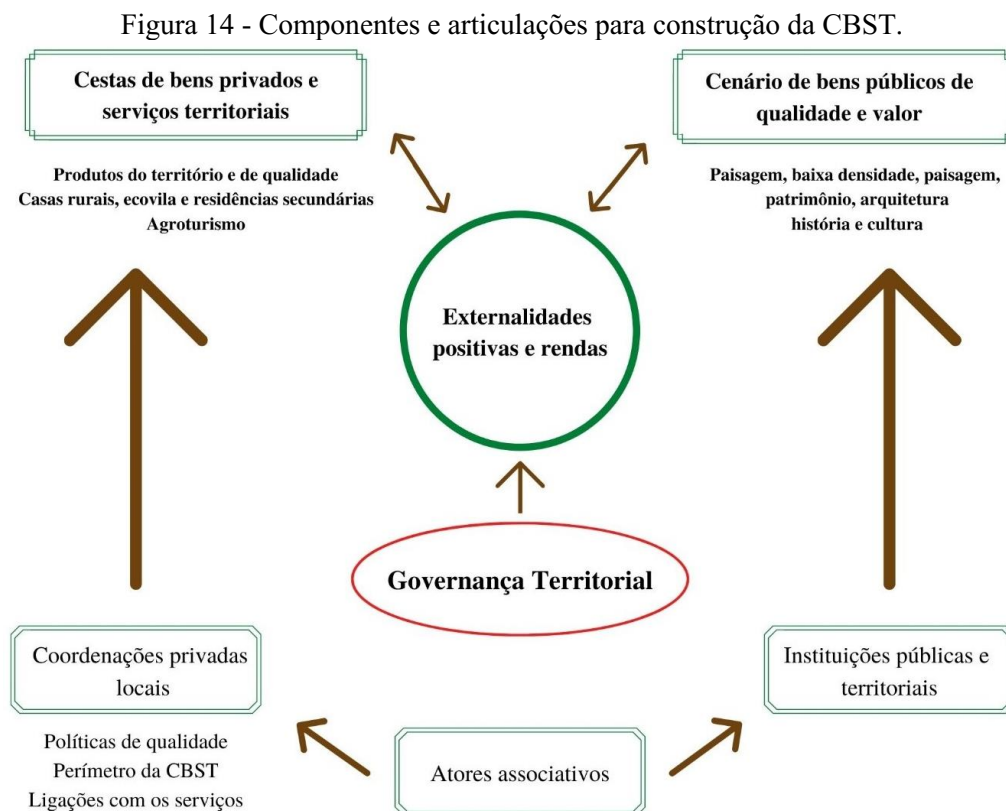 Figura 14 - Componentes e articulações para construção da CBST.
Cestas de bens privados e
serviços territoriais
Cenário de bens públicos de
qualidade e valor
Produtos do território e de qualidade
Casas rurais, ecovila e residências secundárias
Agroturismo
Paisagem, baixa densidade, paisagem,
patrimônio, arquitetura
história e cultura
Externalidades
positivas e rendas
Governança Territorial
Coordenações privadas
locais
Instituições públicas e
territoriais
Políticas de qualidade
Perímetro da CBST
Ligações com os serviços
Atores associativos